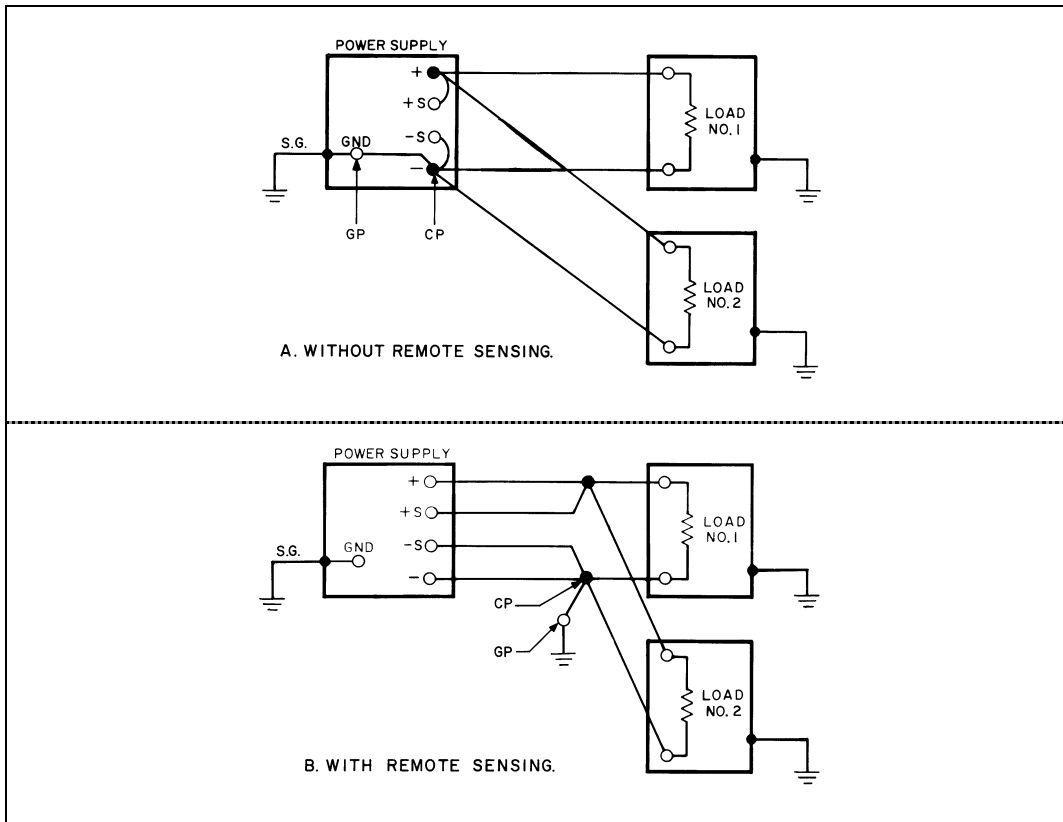 POWER SUPPLY
+
+S
-S
GND
S.G.
-
GP
CP
LOAD
NO.1
LOAD
NO.2
A. WITHOUT REMOTE SENSING.
POWER SUPPLY
+
+S
-S
GND
S.G.
-
CP
GP
LOAD
NO.1
LOAD
NO.2
B. WITH REMOTE SENSING.